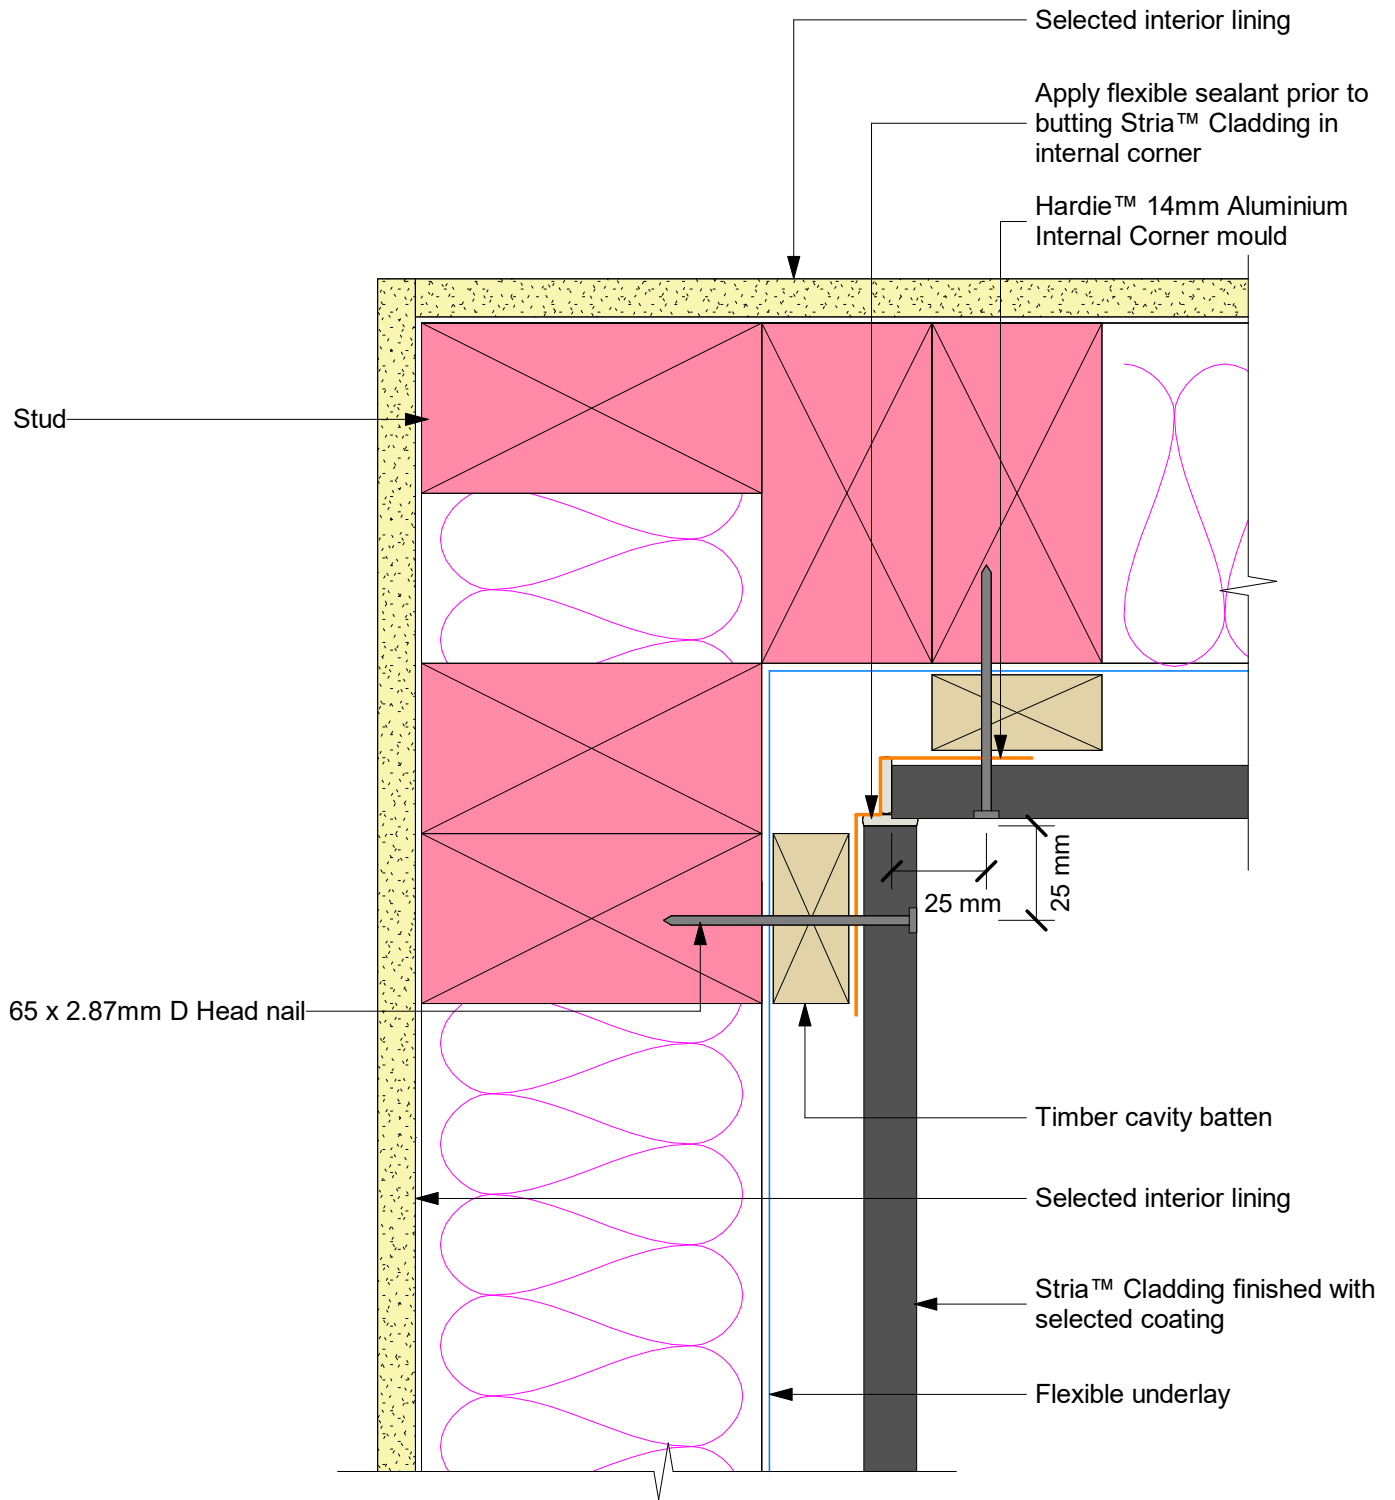 Selected interior lining
Apply flexible sealant prior to
butting Stria™ Cladding in
internal corner
Hardie™ 14mm Aluminium
Internal Corner mould
Stud
25 mm
25 mm
65 x 2.87mm D Head nail
Timber cavity batten
Selected interior lining
Stria™ Cladding finished with
selected coating
Flexible underlay